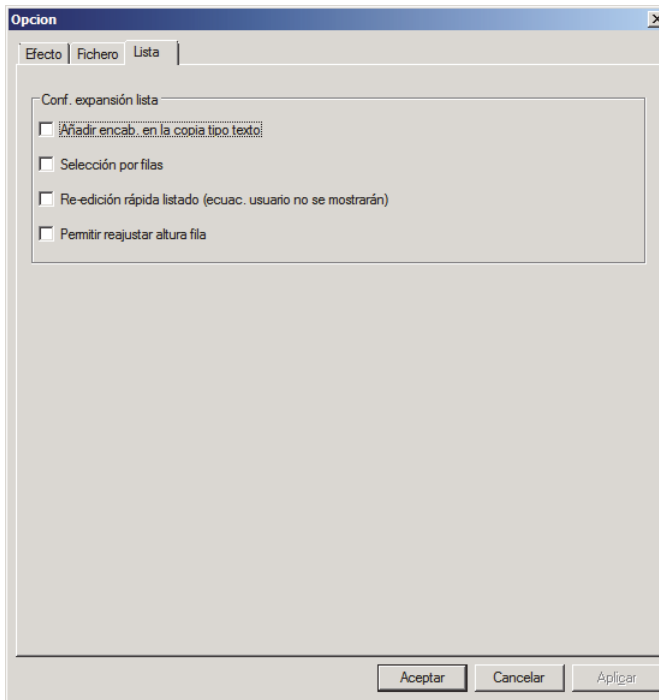 Opcion
Efecto Fichero Lista
Conf. expansión lista
Añadir encab. en la copia tipo texto
Selección por filas
Re-edición rápida listado (ecuac. usuario no se mostrarán)
Permitir reajustar altura fila
Aceptar Cancelar Aplicar